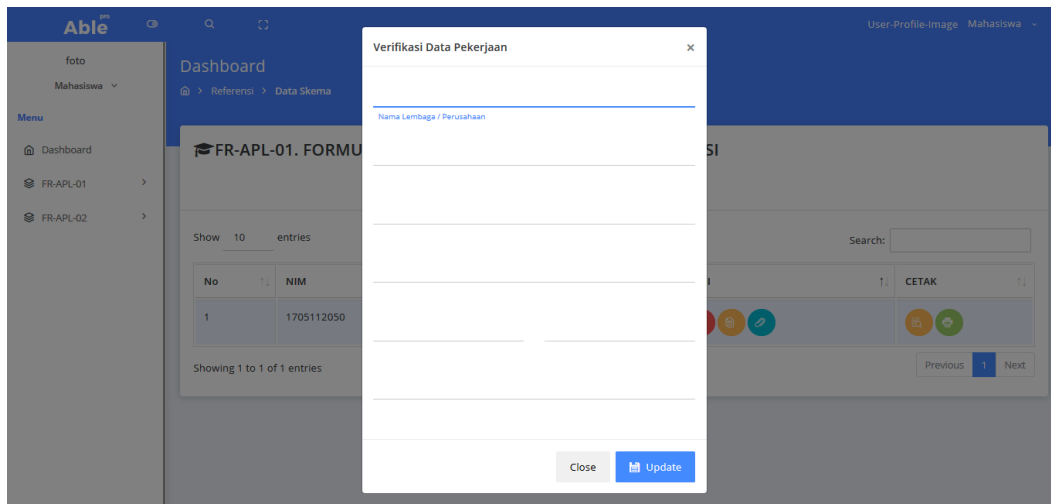 Able pro
User-Profile-Image Mahasiswa
foto
Mahasiswa
Menu
Dashboard
FR-APL-01
FR-APL-02
Dashboard
Referensi > Data Skema
FR-APL-01. FORMU
SI
Show 10 entries
Search:
No NIM I CETAK
1 1705112050
Showing 1 to 1 of 1 entries
Previous 1 Next
Verifikasi Data Pekerjaan ×
Nama Lembaga / Perusahaan
Close Update